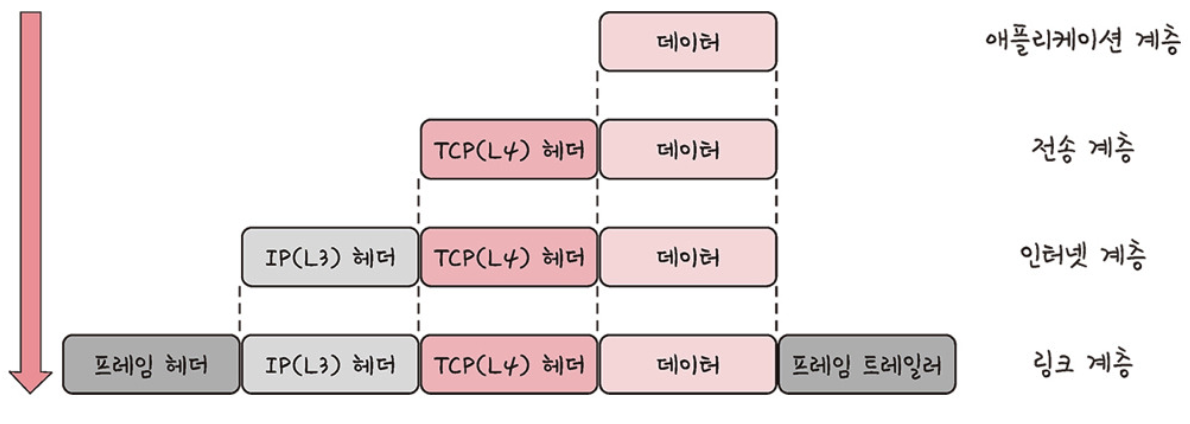 데이터 애플리케이션 계층
TCP(L4) 헤더 데이터 전송 계층
IP(L3) 헤더 TCP(L4) 헤더 데이터 인터넷 계층
프레임 헤더 IP(L3) 헤더 TCP(L4) 헤더 데이터 프레임 트레일러 링크 계층